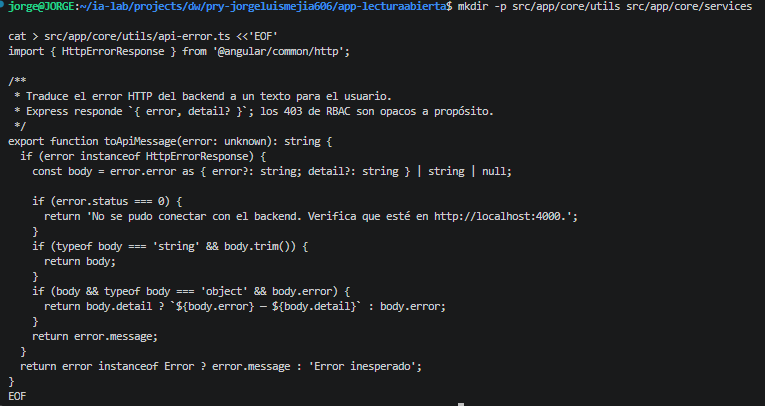 jorge@JORGE:~/ia-lab/projects/dw/pry-jorgeluismejia606/app-lecturaabierta$ mkdir -p src/app/core/utils src/app/core/services

cat > src/app/core/utils/api-error.ts <<'EOF'
import { HttpErrorResponse } from '@angular/common/http';

/**
 * Traduce el error HTTP del backend a un texto para el usuario.
 * Express responde `{ error, detail? }`; los 403 de RBAC son opacos a propósito.
 */
export function toApiMessage(error: unknown): string {
  if (error instanceof HttpErrorResponse) {
    const body = error.error as { error?: string; detail?: string } | string | null;

    if (error.status === 0) {
      return 'No se pudo conectar con el backend. Verifica que esté en http://localhost:4000.';
    }
    if (typeof body === 'string' && body.trim()) {
      return body;
    }
    if (body && typeof body === 'object' && body.error) {
      return body.detail ? `${body.error} — ${body.detail}` : body.error;
    }
    return error.message;
  }
  return error instanceof Error ? error.message : 'Error inesperado';
}
EOF